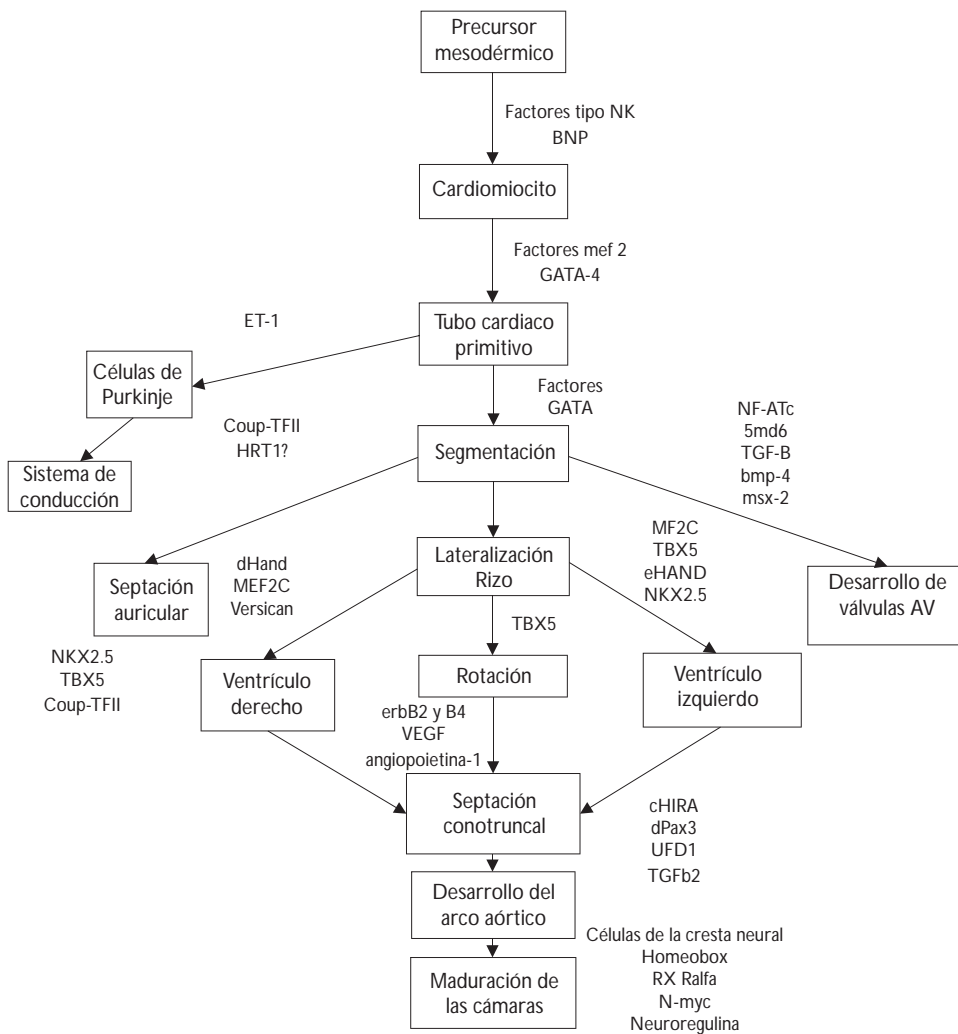 Precursor
mesodérmico
Factores tipo NK
BNP
Cardiomiocito
Factores mef 2
GATA-4
ET-1
Tubo cardiaco
primitivo
Células de
Purkinje
Factores
GATA
NF-ATc
5md6
TGF-B
bmp-4
msx-2
Coup-TFII
HRT1?
Segmentación
Sistema de
conducción
MF2C
TBX5
eHAND
NKX2.5
Lateralización
Rizo
dHand
MEF2C
Versican
Septación
auricular
Desarrollo de
válvulas AV
TBX5
NKX2.5
TBX5
Coup-TFII
Ventrículo
derecho
Rotación
Ventrículo
izquierdo
erbB2 y B4
VEGF
angiopoietina-1
Septación
conotruncal
cHIRA
dPax3
UFD1
TGFb2
Desarrollo del
arco aórtico
Células de la cresta neural
Homeobox
RX Ralfa
N-myc
Neuroregulina
Maduración de
las cámaras